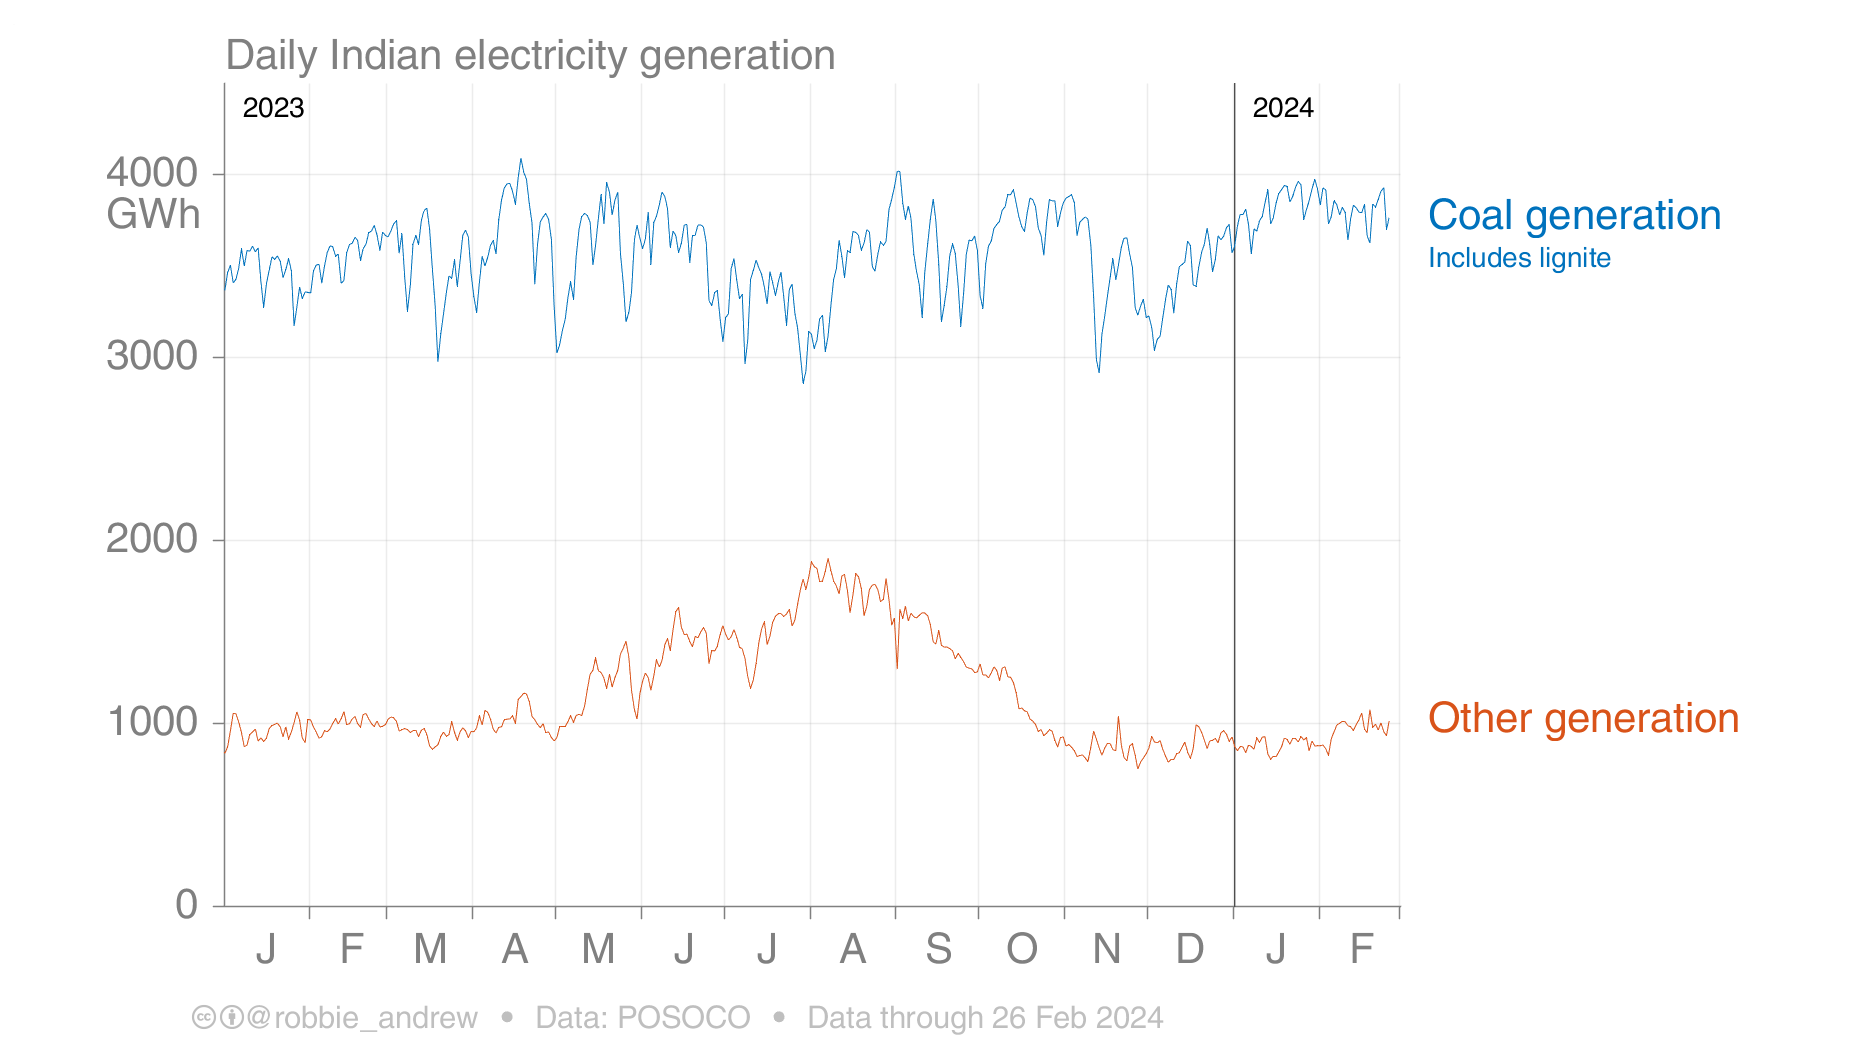 Daily Indian electricity generation
2023
2024
4000
GWh
3000
2000
1000
0
Coal generation
Includes lignite
Other generation
J F M A M J J A S O N D J F
cc @robbie_andrew • Data: POSOCO • Data through 26 Feb 2024